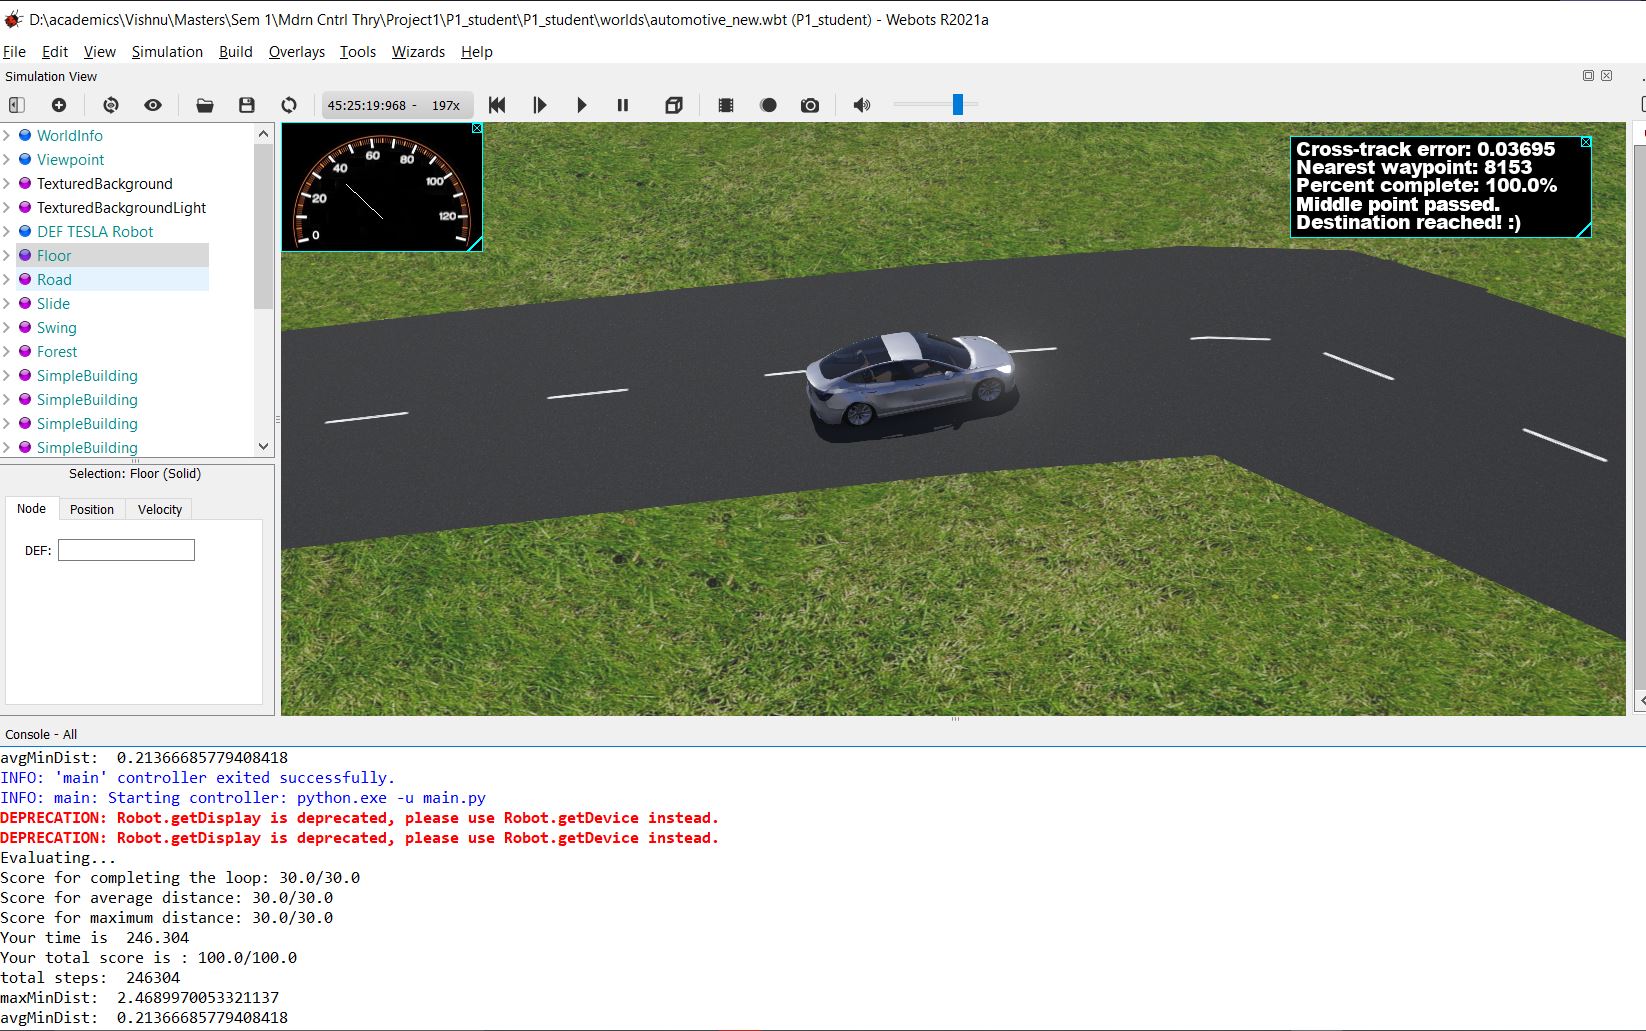 D:\academics\Vishnu\Masters\Sem 1\Mdrn Cntrl Thry\Project1\P1_student\P1_student\worlds\automotive_new.wbt (P1_student) - Webots R2021a
File Edit View Simulation Build Overlays Tools Wizards Help
Simulation View
45:25:19:968 - 197x
WorldInfo
Viewpoint
TexturedBackground
TexturedBackgroundLight
DEF TESLA Robot
Floor
Road
Slide
Swing
Forest
SimpleBuilding
SimpleBuilding
SimpleBuilding
SimpleBuilding
Selection: Floor (Solid)
Node Position Velocity
DEF:
0 20 40 60 80 100 120
Cross-track error: 0.03695
Nearest waypoint: 8153
Percent complete: 100.0%
Middle point passed.
Destination reached! :)
Console - All
avgMinDist:  0.21366685779408418
INFO: 'main' controller exited successfully.
INFO: main: Starting controller: python.exe -u main.py
DEPRECATION: Robot.getDisplay is deprecated, please use Robot.getDevice instead.
DEPRECATION: Robot.getDisplay is deprecated, please use Robot.getDevice instead.
Evaluating...
Score for completing the loop: 30.0/30.0
Score for average distance: 30.0/30.0
Score for maximum distance: 30.0/30.0
Your time is  246.304
Your total score is : 100.0/100.0
total steps:  246304
maxMinDist:  2.4689970053321137
avgMinDist:  0.21366685779408418